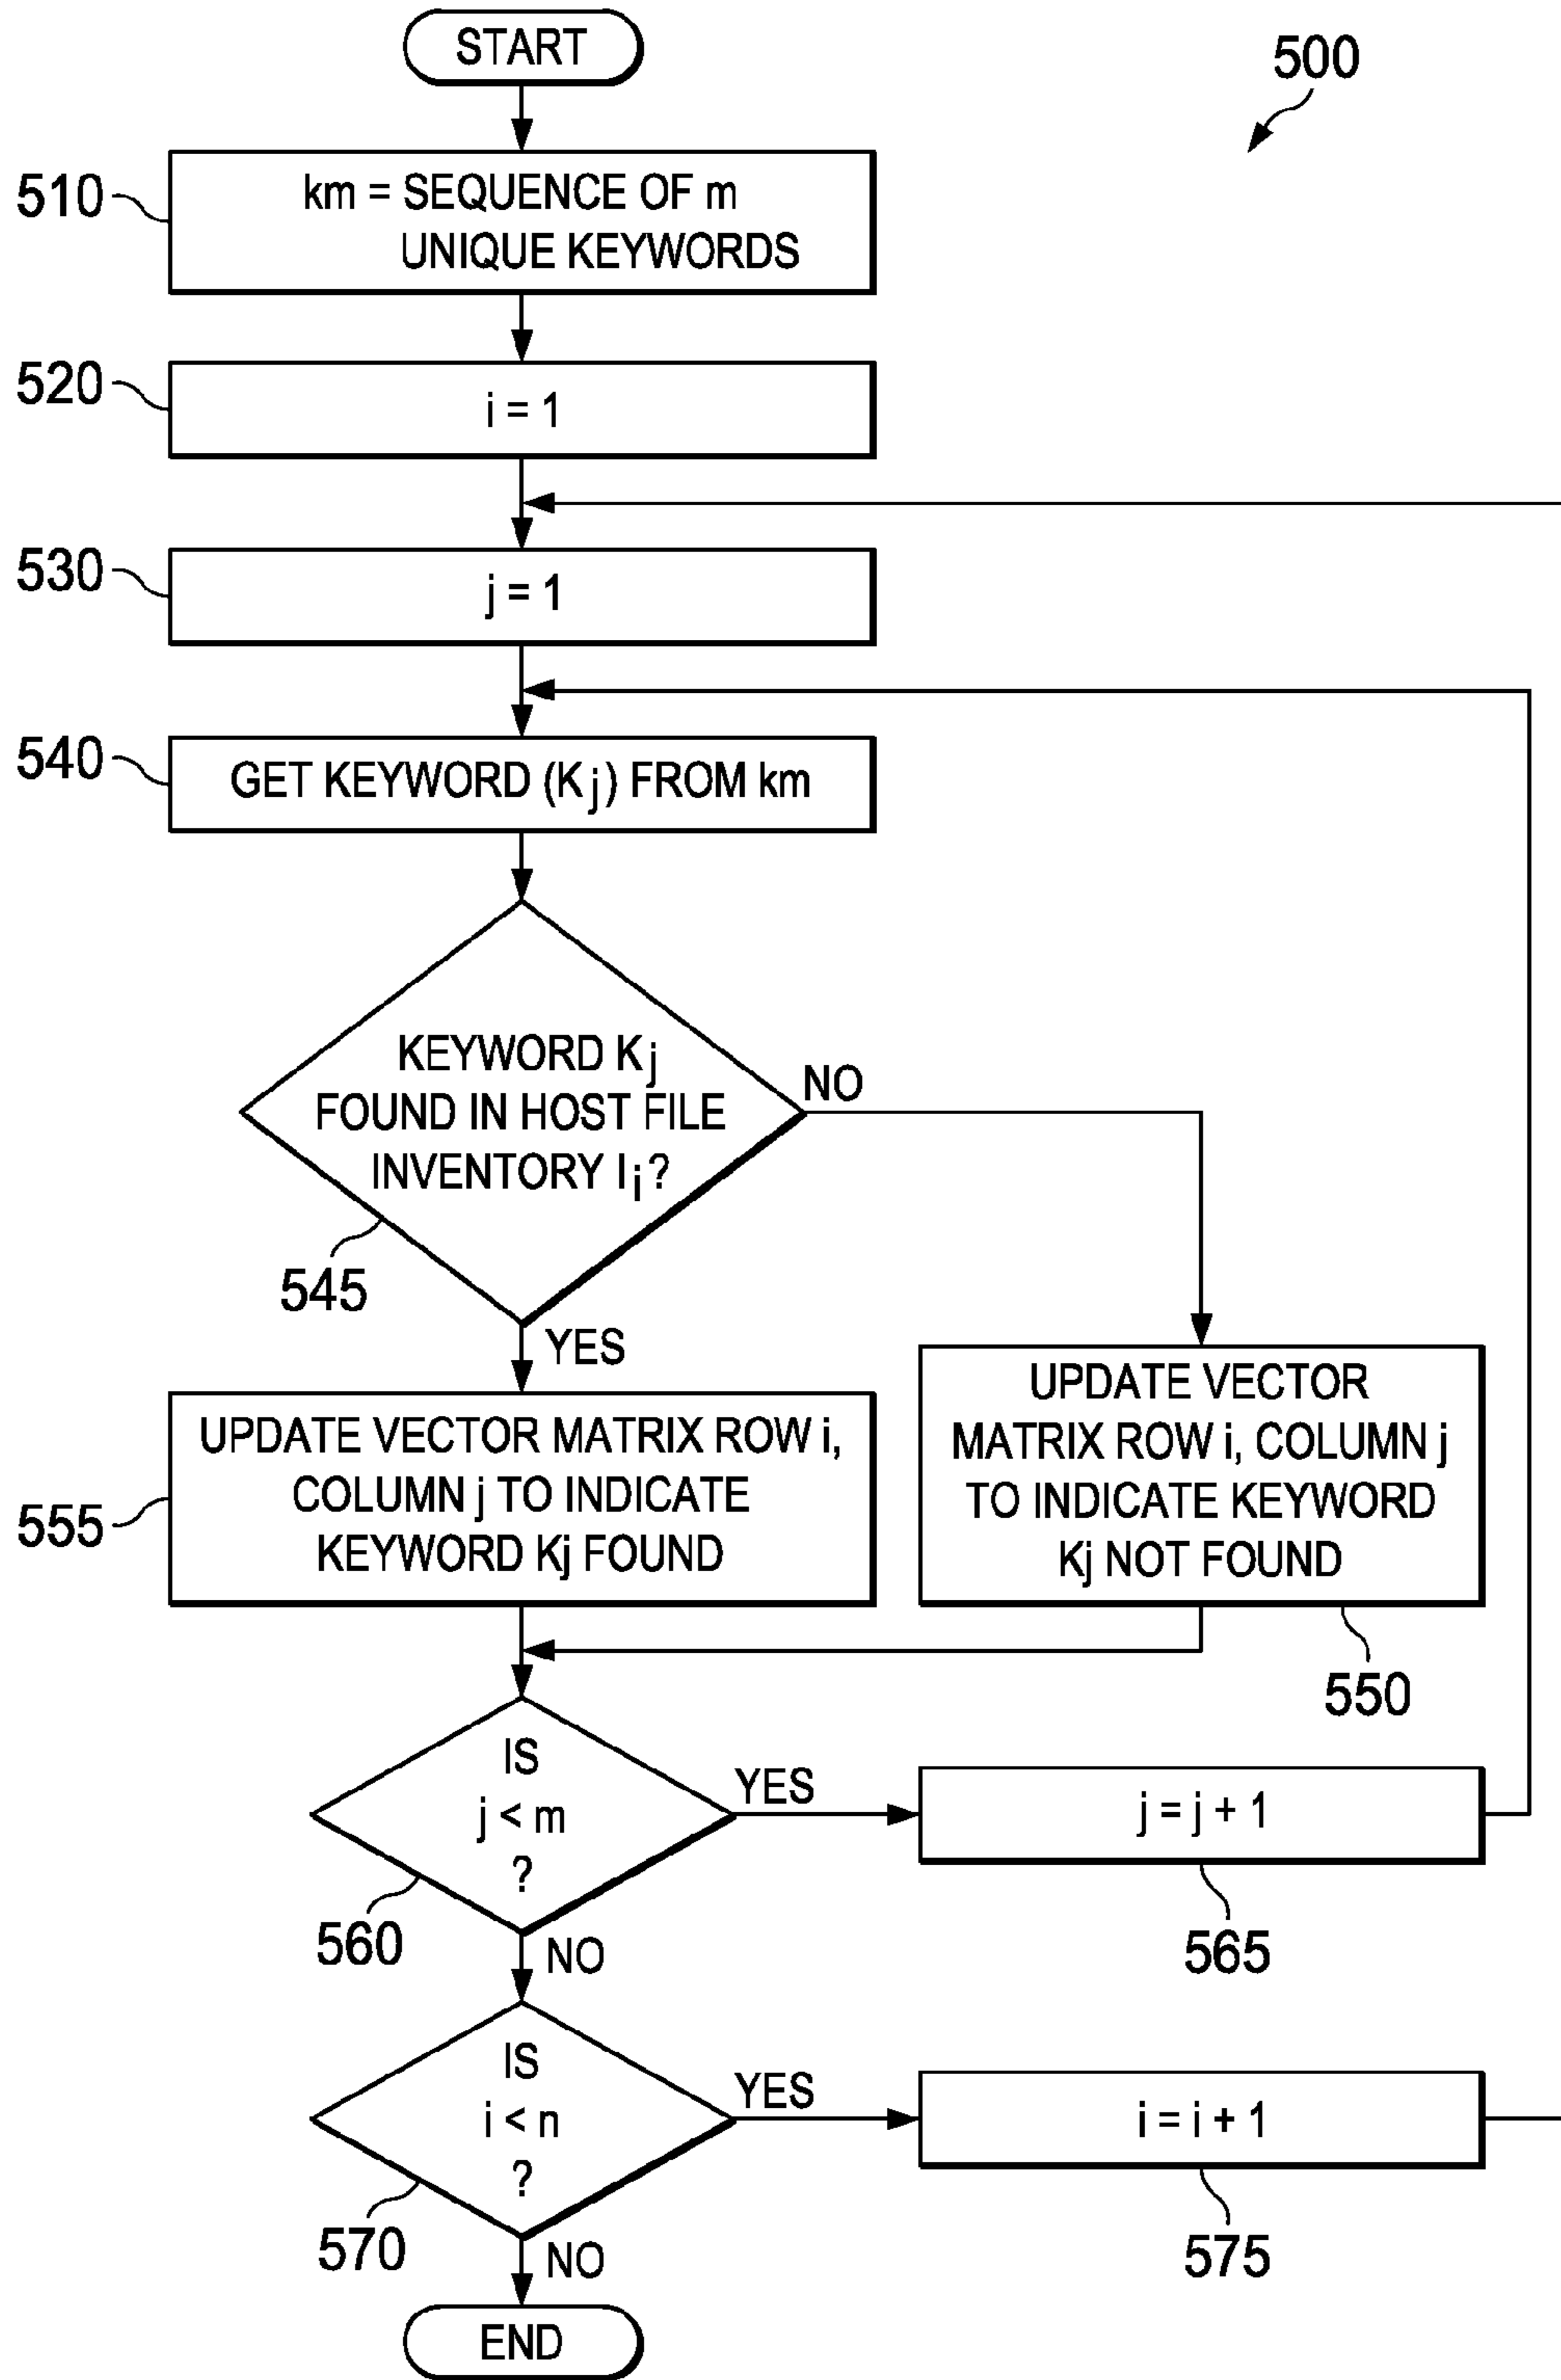 START
500
510
km = SEQUENCE OF m
UNIQUE KEYWORDS
520
i = 1
530
j = 1
540
GET KEYWORD (Kj) FROM km
KEYWORD Kj
FOUND IN HOST FILE
INVENTORY Ii?
NO
545
YES
555
UPDATE VECTOR MATRIX ROW i,
COLUMN j TO INDICATE
KEYWORD Kj FOUND
UPDATE VECTOR
MATRIX ROW i, COLUMN j
TO INDICATE KEYWORD
Kj NOT FOUND
550
IS
j < m
?
YES
j = j + 1
560
565
NO
IS
i < n
?
YES
i = i + 1
570
575
NO
END